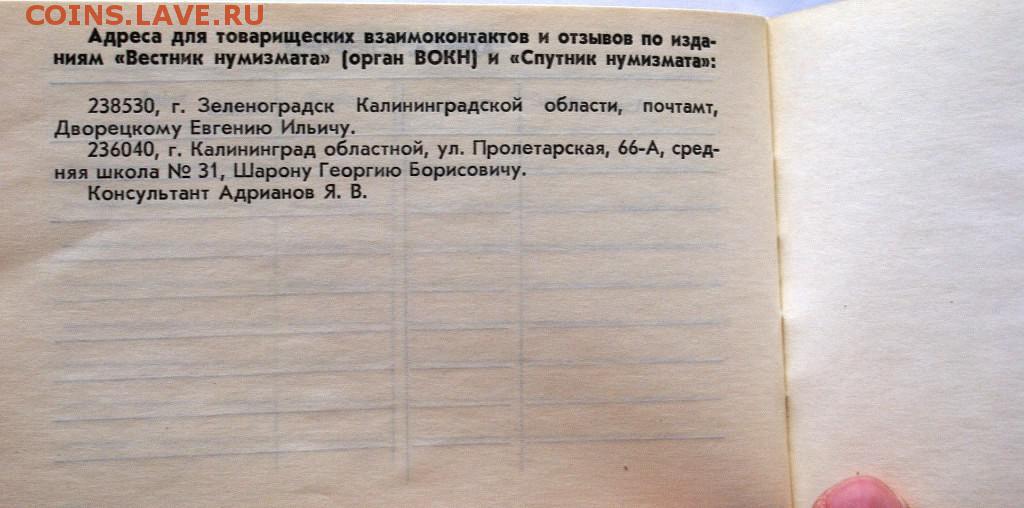 COINS.LAVE.RU
Адреса для товарищеских взаимоконтактов и отзывов по изда-
ниям «Вестник нумизмата» (орган ВОКН) и «Спутник нумизмата»:
238530, г. Зеленоградск Калининградской области, почтамт,
Дворецкому Евгению Ильичу.
236040, г. Калининград областной, ул. Пролетарская, 66-А, сред-
няя школа № 31, Шарону Георгию Борисовичу.
Консультант Адрианов Я. В.